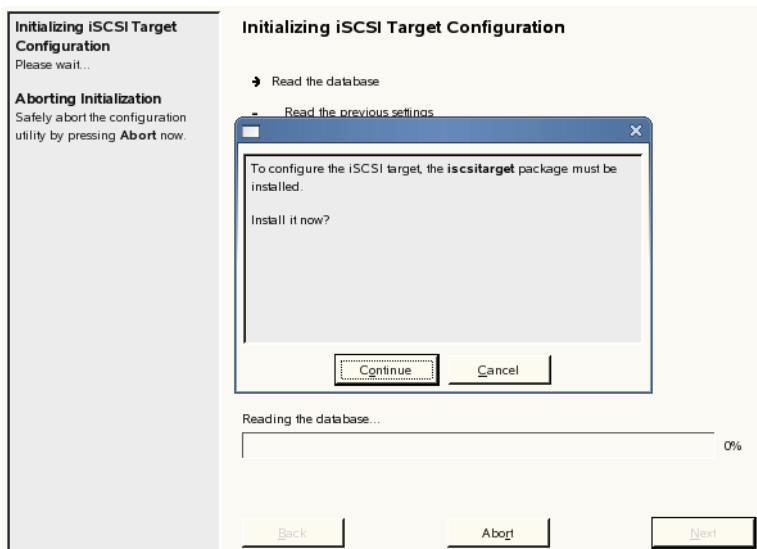 Initializing iSCSI Target
Configuration
Please wait...
Aborting Initialization
Safely abort the configuration
utility by pressing Abort now.
Initializing iSCSI Target Configuration
Read the database
- Read the previous settings
To configure the iSCSI target, the iscsitarget package must be
installed.
Install it now?
Continue
Cancel
Reading the database...
0%
Back
Abort
Next